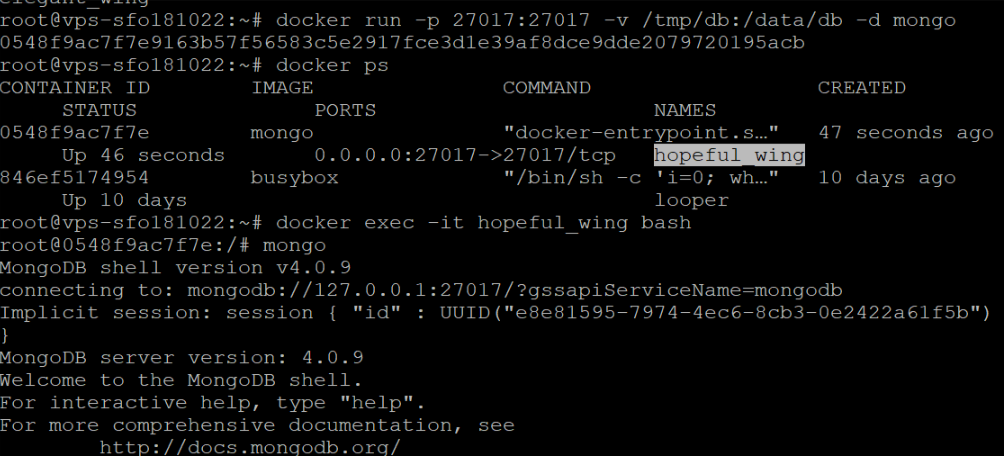 elegant_wing
root@vps-sfo181022:~# docker run -p 27017:27017 -v /tmp/db:/data/db -d mongo
0548f9ac7f7e9163b57f56583c5e2917fce3d1e39af8dce9dde2079720195acb
root@vps-sfo181022:~# docker ps
CONTAINER ID        IMAGE               COMMAND                  CREATED
     STATUS              PORTS                      NAMES
0548f9ac7f7e        mongo               "docker-entrypoint.s…"   47 seconds ago
     Up 46 seconds       0.0.0.0:27017->27017/tcp   hopeful_wing
846ef5174954        busybox             "/bin/sh -c 'i=0; wh…"   10 days ago
     Up 10 days                                     looper
root@vps-sfo181022:~# docker exec -it hopeful_wing bash
root@0548f9ac7f7e:/# mongo
MongoDB shell version v4.0.9
connecting to: mongodb://127.0.0.1:27017/?gssapiServiceName=mongodb
Implicit session: session { "id" : UUID("e8e81595-7974-4ec6-8cb3-0e2422a61f5b")
}
MongoDB server version: 4.0.9
Welcome to the MongoDB shell.
For interactive help, type "help".
For more comprehensive documentation, see
        http://docs.mongodb.org/